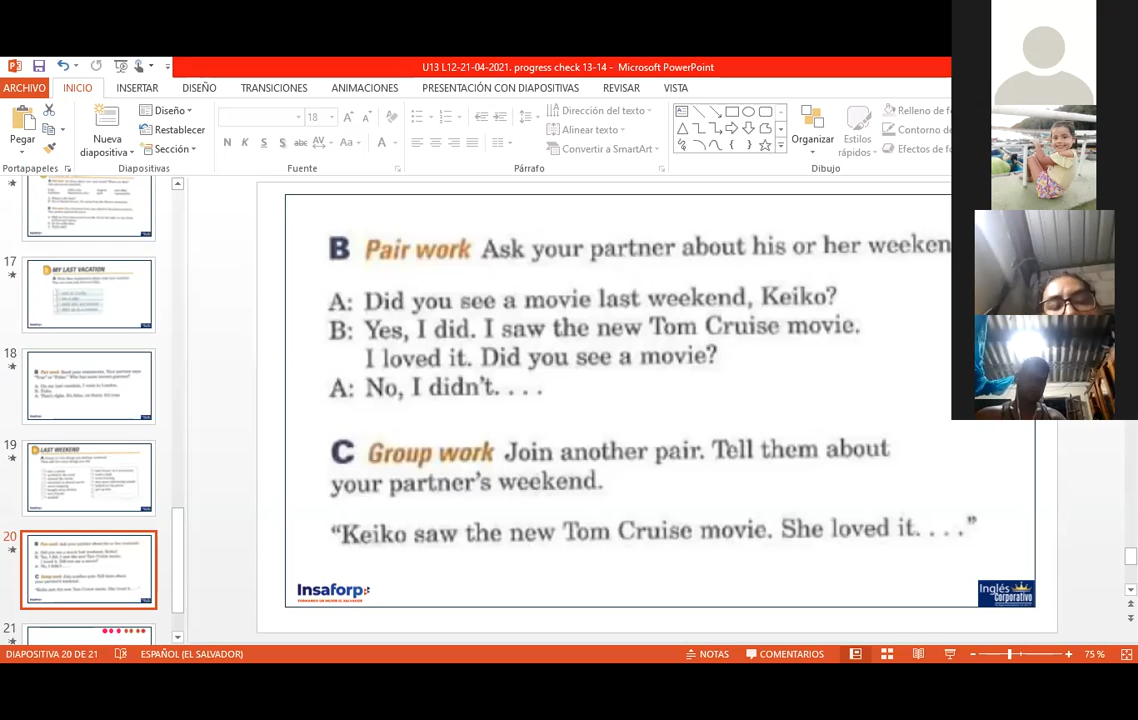 U13 L12-21-04-2021. progress check 13-14 - Microsoft PowerPoint
ARCHIVO INICIO INSERTAR DISEÑO TRANSICIONES ANIMACIONES PRESENTACIÓN CON DIAPOSITIVAS REVISAR VISTA
Pegar
Nueva
diapositiva
Diseño
Restablecer
Sección
18
N K S S abc AV Aa A
Dirección del texto
Alinear texto
Convertir a SmartArt
Organizar
Estilos
rápidos
Relleno de
Contorno de
Efectos de
Portapapeles Diapositivas Fuente Párrafo Dibujo
17
MY LAST VACATION
18
19
LAST WEEKEND
20
21
B Pair work Ask your partner about his or her weeken
A: Did you see a movie last weekend, Keiko?
B: Yes, I did. I saw the new Tom Cruise movie.
I loved it. Did you see a movie?
A: No, I didn't. . . .
C Group work Join another pair. Tell them about
your partner's weekend.
“Keiko saw the new Tom Cruise movie. She loved it. . . .”
Insaforp
Inglés
Corporativo
DIAPOSITIVA 20 DE 21 ESPAÑOL (EL SALVADOR) NOTAS COMENTARIOS 75 %